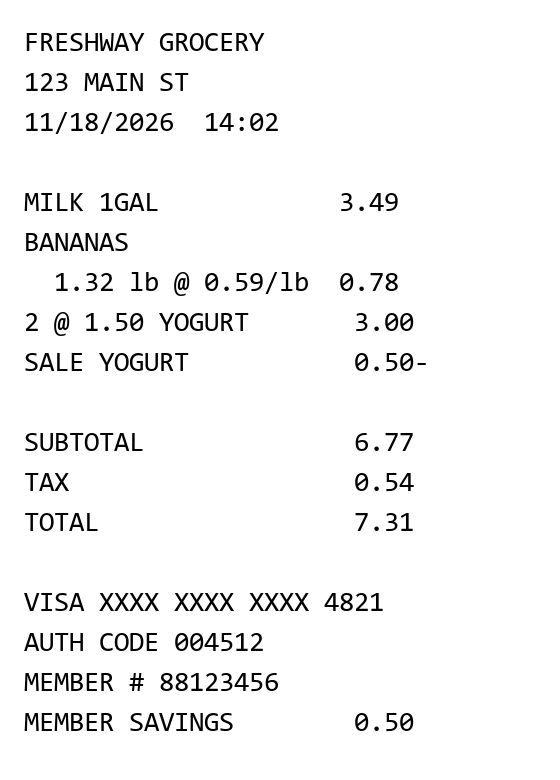 FRESHWAY GROCERY
123 MAIN ST
11/18/2026  14:02

MILK 1GAL            3.49
BANANAS
  1.32 lb @ 0.59/lb  0.78
2 @ 1.50 YOGURT       3.00
SALE YOGURT           0.50-

SUBTOTAL              6.77
TAX                   0.54
TOTAL                 7.31

VISA XXXX XXXX XXXX 4821
AUTH CODE 004512
MEMBER # 88123456
MEMBER SAVINGS        0.50